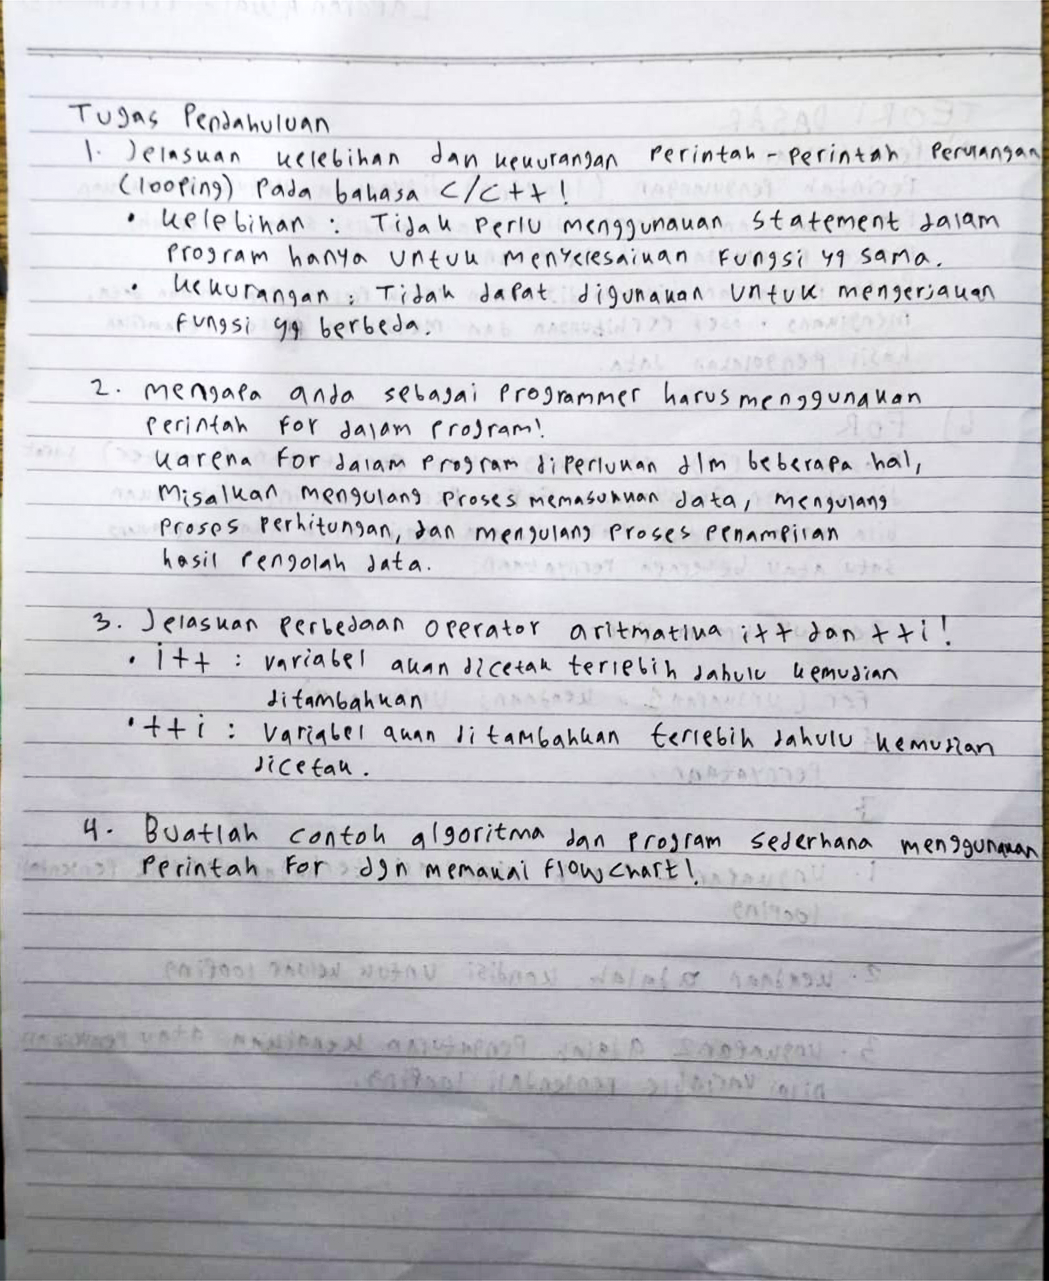 Tugas Pendahuluan
1. Jelaskan kelebihan dan kekurangan perintah-perintah perulangan
(looping) pada bahasa C/C++!
• kelebihan : Tidak perlu menggunakan statement dalam
program hanya untuk menyelesaikan fungsi yg sama.
• kekurangan : Tidak dapat digunakan untuk mengerjakan
fungsi yg berbeda.
2. mengapa anda sebagai programmer harus menggunakan
perintah for dalam program!
karena for dalam program diperlukan dlm beberapa hal,
misalkan mengulang proses memasukkan data, mengulang
proses perhitungan, dan mengulang proses penampilan
hasil pengolah data.
3. Jelaskan perbedaan operator aritmatika i++ dan ++i!
• i++ : variabel akan dicetak terlebih dahulu kemudian
ditambahkan
• ++i : variabel akan ditambahkan terlebih dahulu kemudian
dicetak.
4. Buatlah contoh algoritma dan program sederhana menggunakan
perintah for dgn memakai flowchart!